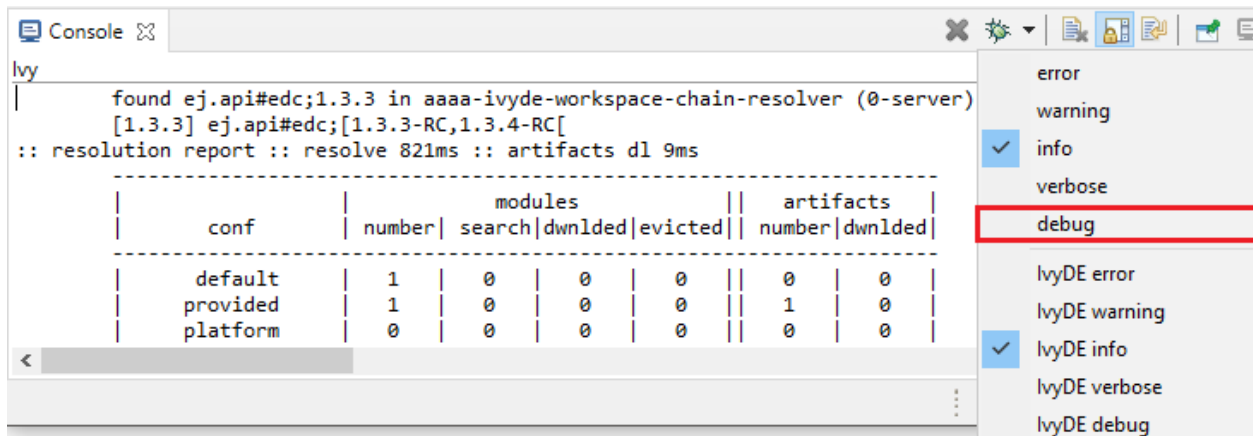 Console
Ivy
found ej.api#edc;1.3.3 in aaaa-ivyde-workspace-chain-resolver (0-server)
[1.3.3] ej.api#edc;[1.3.3-RC,1.3.4-RC[
:: resolution report :: resolve 821ms :: artifacts dl 9ms
---------------------------------------------------------------------
|                  |            modules            ||   artifacts   |
|       conf       | number| search|dwnlded|evicted|| number|dwnlded|
---------------------------------------------------------------------
|      default     |   1   |   0   |   0   |   0   ||   0   |   0   |
|     provided     |   1   |   0   |   0   |   0   ||   1   |   0   |
|     platform     |   0   |   0   |   0   |   0   ||   0   |   0   |
error
warning
info
verbose
debug
IvyDE error
IvyDE warning
IvyDE info
IvyDE verbose
IvyDE debug